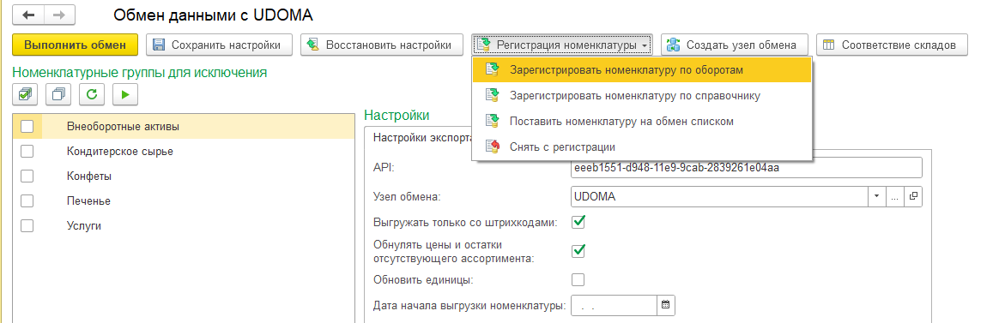 Обмен данными с UDOMA
Выполнить обмен
Сохранить настройки
Восстановить настройки
Регистрация номенклатуры
Создать узел обмена
Соответствие складов
Зарегистрировать номенклатуру по оборотам
Зарегистрировать номенклатуру по справочнику
Поставить номенклатуру на обмен списком
Снять с регистрации
Номенклатурные группы для исключения
Внеоборотные активы
Кондитерское сырье
Конфеты
Печенье
Услуги
Настройки
Настройки экспорта
API:
eeeb1551-d948-11e9-9cab-2839261e04aa
Узел обмена:
UDOMA
...
Выгружать только со штрихкодами:
Обнулять цены и остатки
отсутствующего ассортимента:
Обновить единицы:
Дата начала выгрузки номенклатуры:
. .